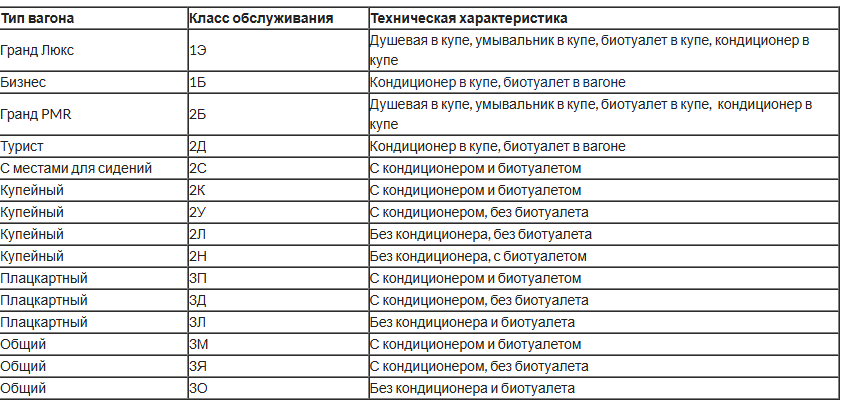 Тип вагона Класс обслуживания Техническая характеристика
Гранд Люкс 1Э Душевая в купе, умывальник в купе, биотуалет в купе, кондиционер в
купе
Бизнес 1Б Кондиционер в купе, биотуалет в вагоне
Гранд PMR 2Б Душевая в купе, умывальник в купе, биотуалет в купе, кондиционер в
купе
Турист 2Д Кондиционер в купе, биотуалет в вагоне
С местами для сидений 2С С кондиционером и биотуалетом
Купейный 2К С кондиционером и биотуалетом
Купейный 2У С кондиционером, без биотуалета
Купейный 2Л Без кондиционера, без биотуалета
Купейный 2Н Без кондиционера, с биотуалетом
Плацкартный 3П С кондиционером и биотуалетом
Плацкартный 3Д С кондиционером, без биотуалета
Плацкартный 3Л Без кондиционера и биотуалета
Общий 3М С кондиционером и биотуалетом
Общий 3Я С кондиционером, без биотуалета
Общий 3О Без кондиционера и биотуалета